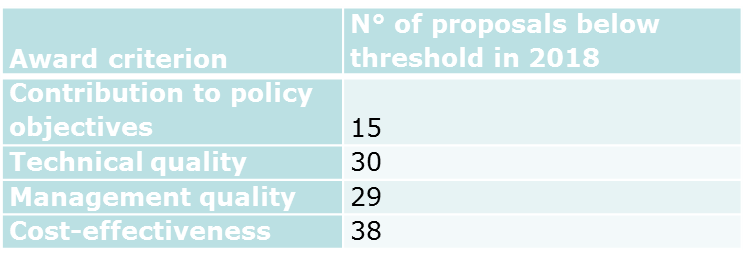 Award criterion
N° of proposals below
threshold in 2018
Contribution to policy
objectives
15
Technical quality
30
Management quality
29
Cost-effectiveness
38